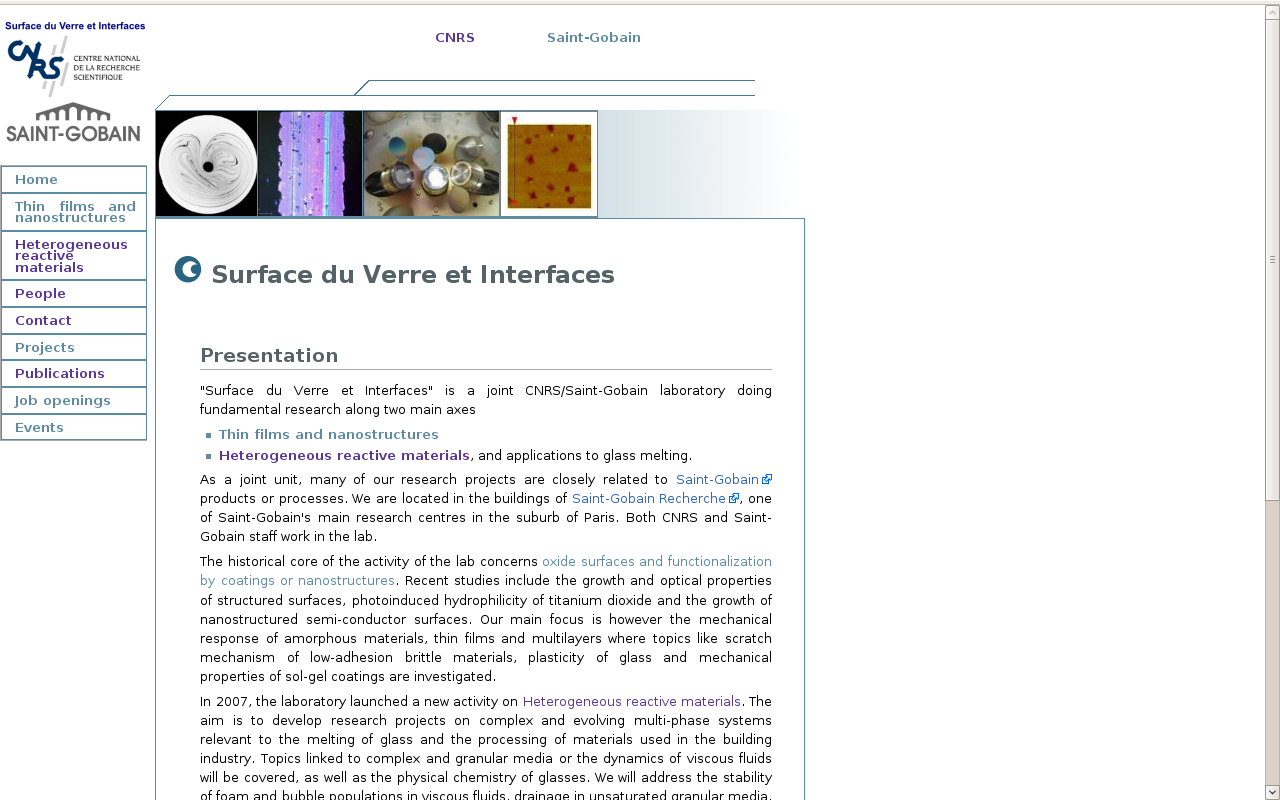 Surface du Verre et Interfaces
CNRS
CENTRE NATIONAL
DE LA RECHERCHE
SCIENTIFIQUE
SAINT-GOBAIN
CNRS Saint-Gobain
Home
Thin films and
nanostructures
Heterogeneous
reactive
materials
People
Contact
Projects
Publications
Job openings
Events
Surface du Verre et Interfaces
Presentation
"Surface du Verre et Interfaces" is a joint CNRS/Saint-Gobain laboratory doing
fundamental research along two main axes
Thin films and nanostructures
Heterogeneous reactive materials, and applications to glass melting.
As a joint unit, many of our research projects are closely related to Saint-Gobain
products or processes. We are located in the buildings of Saint-Gobain Recherche, one
of Saint-Gobain's main research centres in the suburb of Paris. Both CNRS and Saint-
Gobain staff work in the lab.
The historical core of the activity of the lab concerns oxide surfaces and functionalization
by coatings or nanostructures. Recent studies include the growth and optical properties
of structured surfaces, photoinduced hydrophilicity of titanium dioxide and the growth of
nanostructured semi-conductor surfaces. Our main focus is however the mechanical
response of amorphous materials, thin films and multilayers where topics like scratch
mechanism of low-adhesion brittle materials, plasticity of glass and mechanical
properties of sol-gel coatings are investigated.
In 2007, the laboratory launched a new activity on Heterogeneous reactive materials. The
aim is to develop research projects on complex and evolving multi-phase systems
relevant to the melting of glass and the processing of materials used in the building
industry. Topics linked to complex and granular media or the dynamics of viscous fluids
will be covered, as well as the physical chemistry of glasses. We will address the stability
of foam and bubble populations in viscous fluids, drainage in unsaturated granular media,